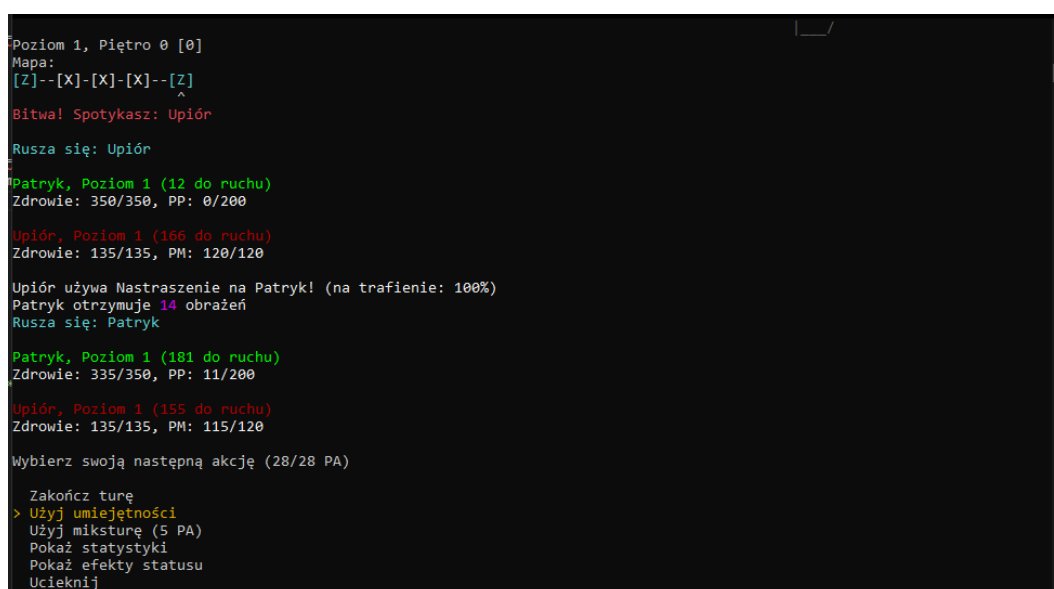 Poziom 1, Piętro 0 [0]
Mapa:
[Z]--[X]-[X]-[X]--[Z]
^
Bitwa! Spotykasz: Upiór
Rusza się: Upiór
Patryk, Poziom 1 (12 do ruchu)
Zdrowie: 350/350, PP: 0/200
Upiór, Poziom 1 (166 do ruchu)
Zdrowie: 135/135, PM: 120/120
Upiór używa Nastraszenie na Patryk! (na trafienie: 100%)
Patryk otrzymuje 14 obrażeń
Rusza się: Patryk
Patryk, Poziom 1 (181 do ruchu)
Zdrowie: 335/350, PP: 11/200
Upiór, Poziom 1 (155 do ruchu)
Zdrowie: 135/135, PM: 115/120
Wybierz swoją następną akcję (28/28 PA)
Zakończ turę
> Użyj umiejętności
Użyj miksturę (5 PA)
Pokaż statystyki
Pokaż efekty statusu
Ucieknij